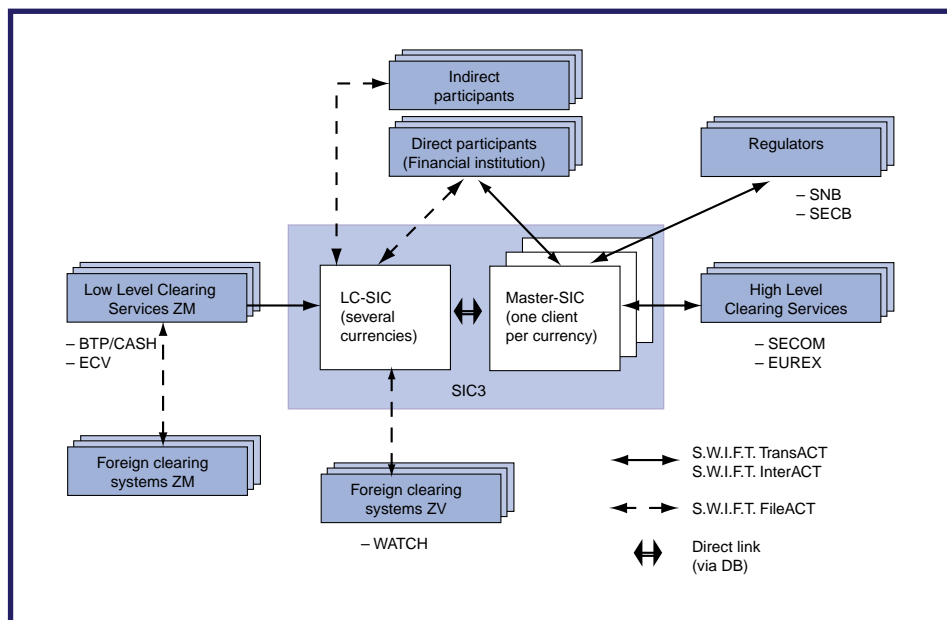 Indirect
participants
Direct participants
(Financial institution)
Regulators
– SNB
– SECB
Low Level Clearing
Services ZM
– BTP/CASH
– ECV
LC-SIC
(several
currencies)
Master-SIC
(one client
per currency)
High Level
Clearing Services
– SECOM
– EUREX
SIC3
Foreign clearing
systems ZM
Foreign clearing
systems ZV
– WATCH
S.W.I.F.T. TransACT
S.W.I.F.T. InterACT
S.W.I.F.T. FileACT
Direct link
(via DB)